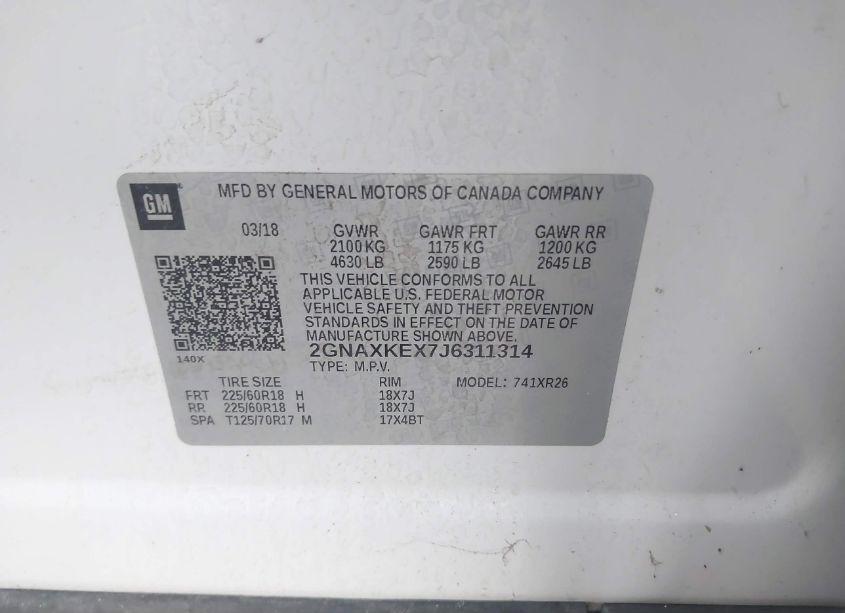 GM
MFD BY GENERAL MOTORS OF CANADA COMPANY
03/18 GVWR GAWR FRT GAWR RR
2100 KG 1175 KG 1200 KG
4630 LB 2590 LB 2645 LB
THIS VEHICLE CONFORMS TO ALL
APPLICABLE U.S. FEDERAL MOTOR
VEHICLE SAFETY AND THEFT PREVENTION
STANDARDS IN EFFECT ON THE DATE OF
MANUFACTURE SHOWN ABOVE.
140X 2GNAXKEX7J6311314
TYPE: M.P.V.
TIRE SIZE RIM MODEL: 741XR26
FRT 225/60R18 H 18X7J
RR 225/60R18 H 18X7J
SPA T125/70R17 M 17X4BT